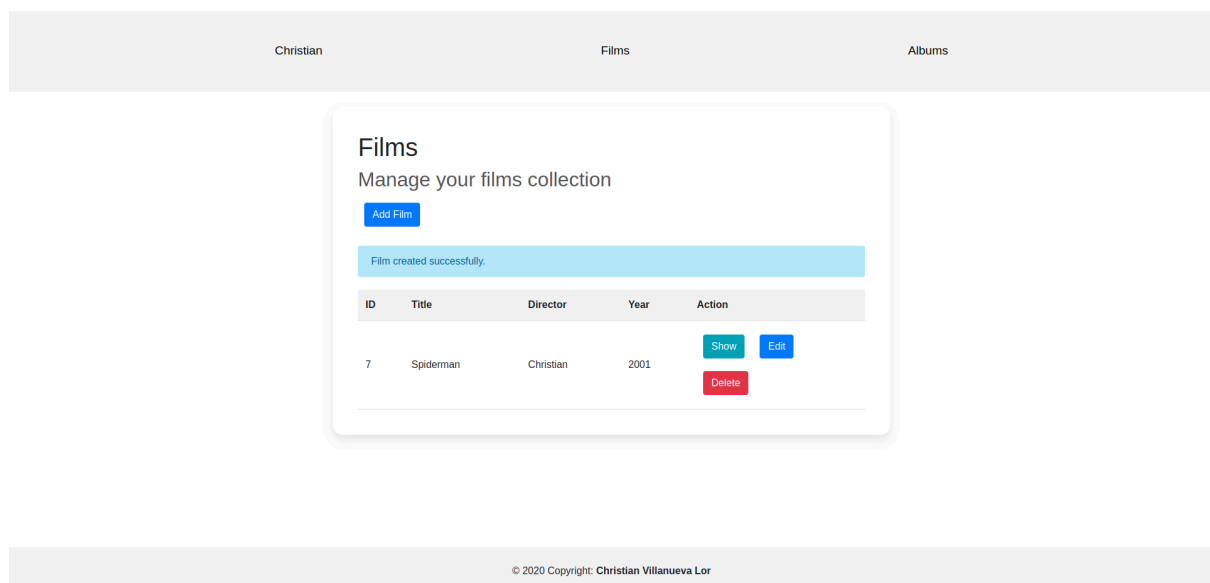 Christian Films Albums
Films
Manage your films collection
Add Film
Film created successfully.
ID Title Director Year Action
7 Spiderman Christian 2001 Show Edit
Delete
© 2020 Copyright: Christian Villanueva Lor